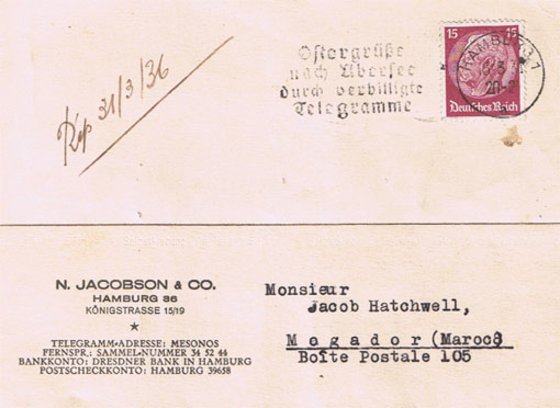 Ostergrüße
nach Übersee
durch verbilligte
Telegramme
15 15
Deutsches Reich
HAMBURG 1
Rép 31/3/36
N. JACOBSON & CO.
HAMBURG 36
KÖNIGSTRASSE 15/19
TELEGRAMM-ADRESSE: MESONOS
FERNSPR.: SAMMEL-NUMMER 34 52 44
BANKKONTO: DRESDNER BANK IN HAMBURG
POSTSCHECKKONTO: HAMBURG 39658
Monsieur
Jacob Hatchwell,
Mogador (Maroc)
Boîte Postale 105